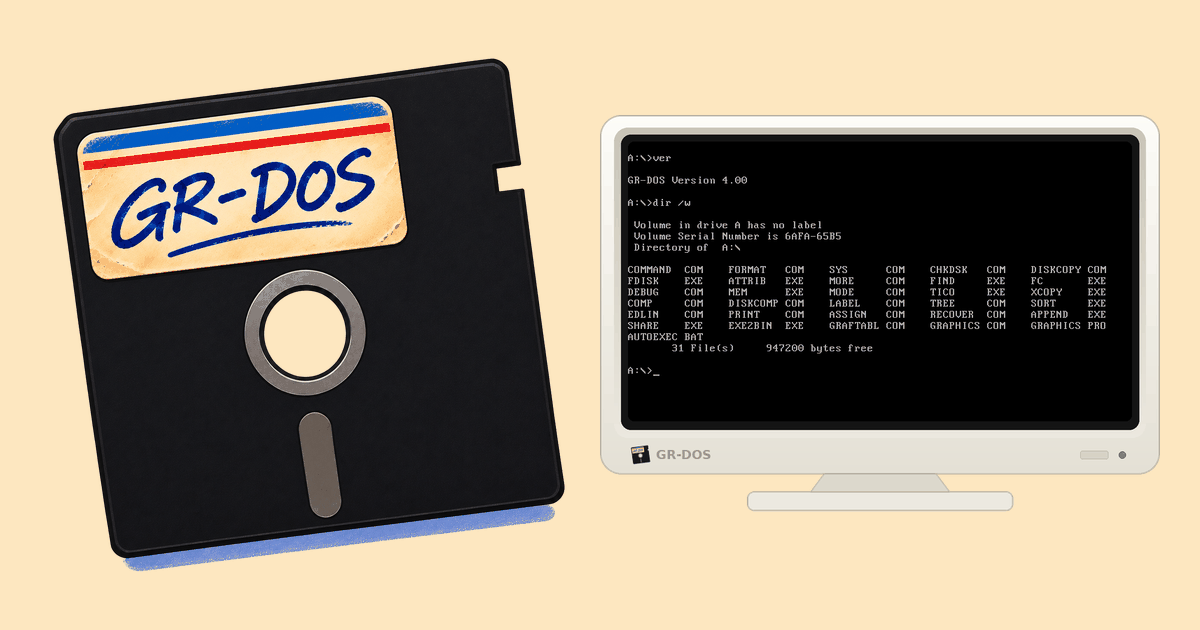 GR-DOS
A:\>ver
GR-DOS Version 4.00
A:\>dir /w
Volume in drive A has no label
Volume Serial Number is 6AFA-65B5
Directory of  A:\
COMMAND  COM    FORMAT   COM    SYS      COM    CHKDSK   COM    DISKCOPY COM
FDISK    EXE    ATTRIB   EXE    MORE     COM    FIND     EXE    FC       EXE
DEBUG    COM    MEM      EXE    MODE     COM    TICO     EXE    XCOPY    EXE
COMP     COM    DISKCOMP COM    LABEL    COM    TREE     COM    SORT     EXE
EDLIN    COM    PRINT    COM    ASSIGN   COM    RECOVER  COM    APPEND   EXE
SHARE    EXE    EXE2BIN  EXE    GRAFTABL COM    GRAPHICS COM    GRAPHICS PRO
AUTOEXEC BAT
31 File(s)     947200 bytes free
A:\>_
GR-DOS